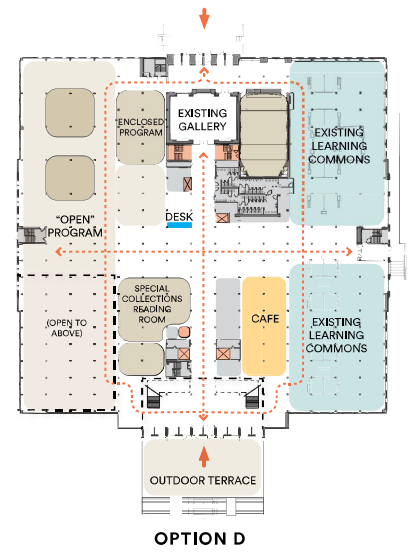 EXISTING
GALLERY
"ENCLOSED"
PROGRAM
EXISTING
LEARNING
COMMONS
"OPEN"
PROGRAM
DESK
(OPEN TO
ABOVE)
SPECIAL
COLLECTIONS
READING
ROOM
CAFE
EXISTING
LEARNING
COMMONS
OUTDOOR TERRACE
OPTION D